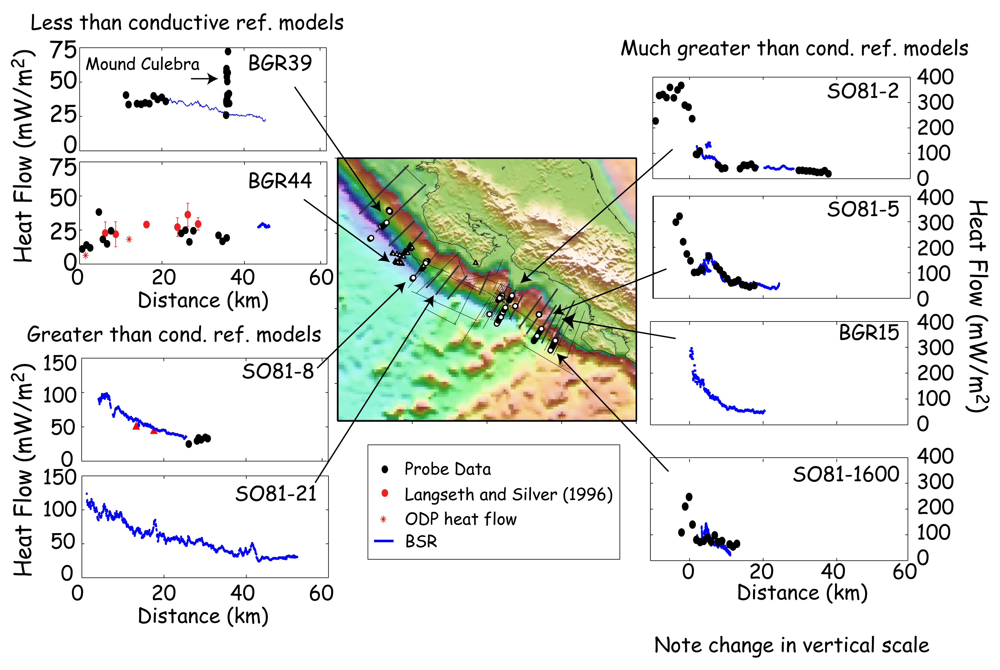 Less than conductive ref. models
Heat Flow (mW/m2)
75
50
25
0
Mound Culebra
BGR39
75
50
25
0
BGR44
0
20
40
60
Distance (km)
Greater than cond. ref. models
Heat Flow (mW/m2)
150
100
50
0
SO81-8
150
100
50
0
SO81-21
0
20
40
60
Distance (km)
Probe Data
Langseth and Silver (1996)
ODP heat flow
BSR
Much greater than cond. ref. models
SO81-2
400
300
200
100
0
SO81-5
400
300
200
100
0
Heat Flow (mW/m2)
BGR15
400
300
200
100
0
SO81-1600
400
300
200
100
0
0
20
40
60
Distance (km)
Note change in vertical scale